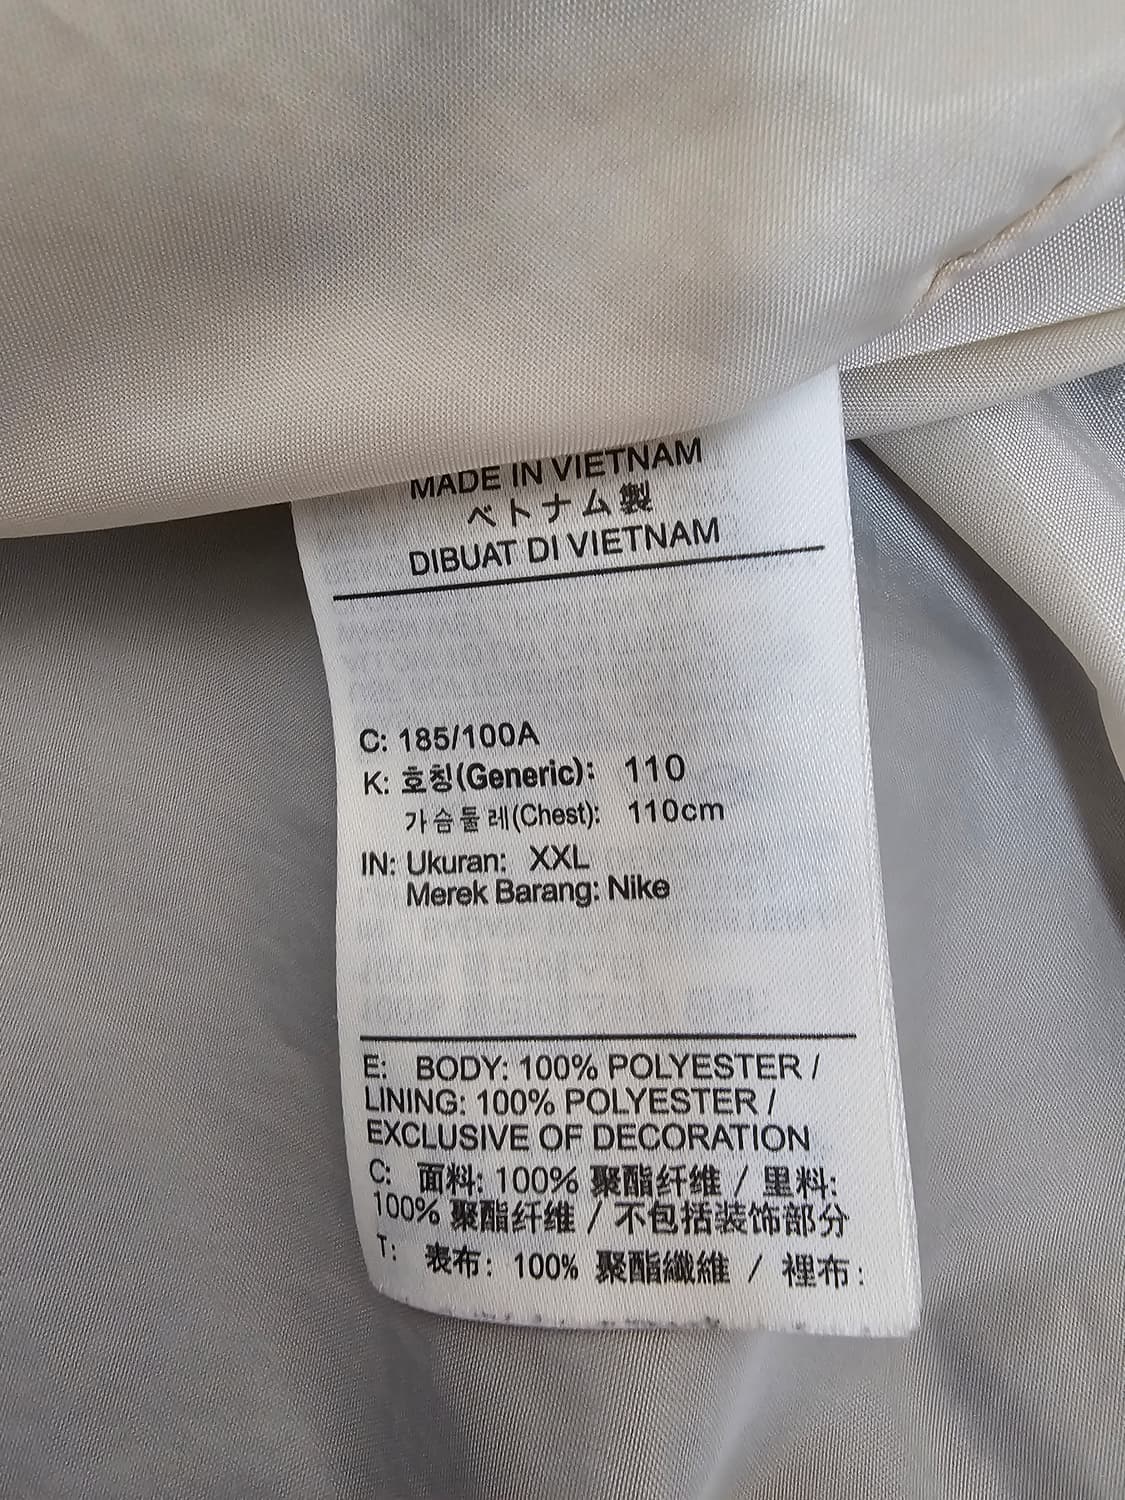 MADE IN VIETNAM
ベトナム製
DIBUAT DI VIETNAM
C: 185/100A
K: 호칭(Generic): 110
가슴둘레(Chest): 110cm
IN: Ukuran: XXL
Merek Barang: Nike
E: BODY: 100% POLYESTER /
LINING: 100% POLYESTER /
EXCLUSIVE OF DECORATION
C: 面料: 100% 聚酯纤维 / 里料:
100% 聚酯纤维 / 不包括装饰部分
T: 表布: 100% 聚酯纖維 / 裡布: